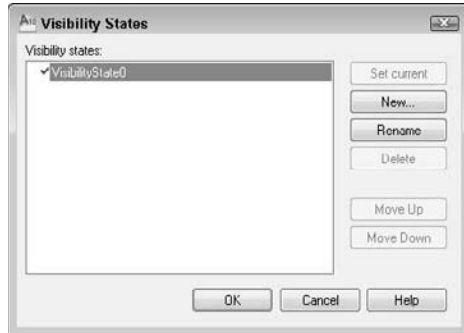 Visibility States
Visibility states:
VisibilityState0
Set current
New...
Rename
Delete
Move Up
Move Down
OK
Cancel
Help